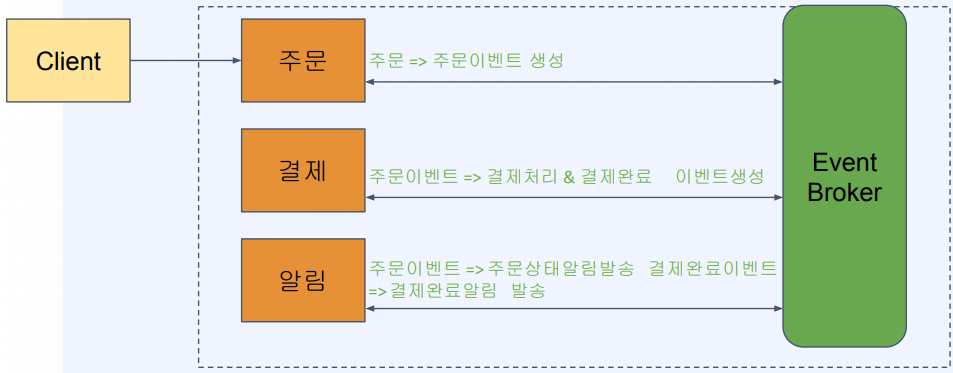 Client
주문
주문 => 주문이벤트 생성
결제
주문이벤트 => 결제처리 & 결제완료 이벤트생성
알림
주문이벤트 => 주문상태알림발송 결제완료이벤트
=> 결제완료알림 발송
Event
Broker